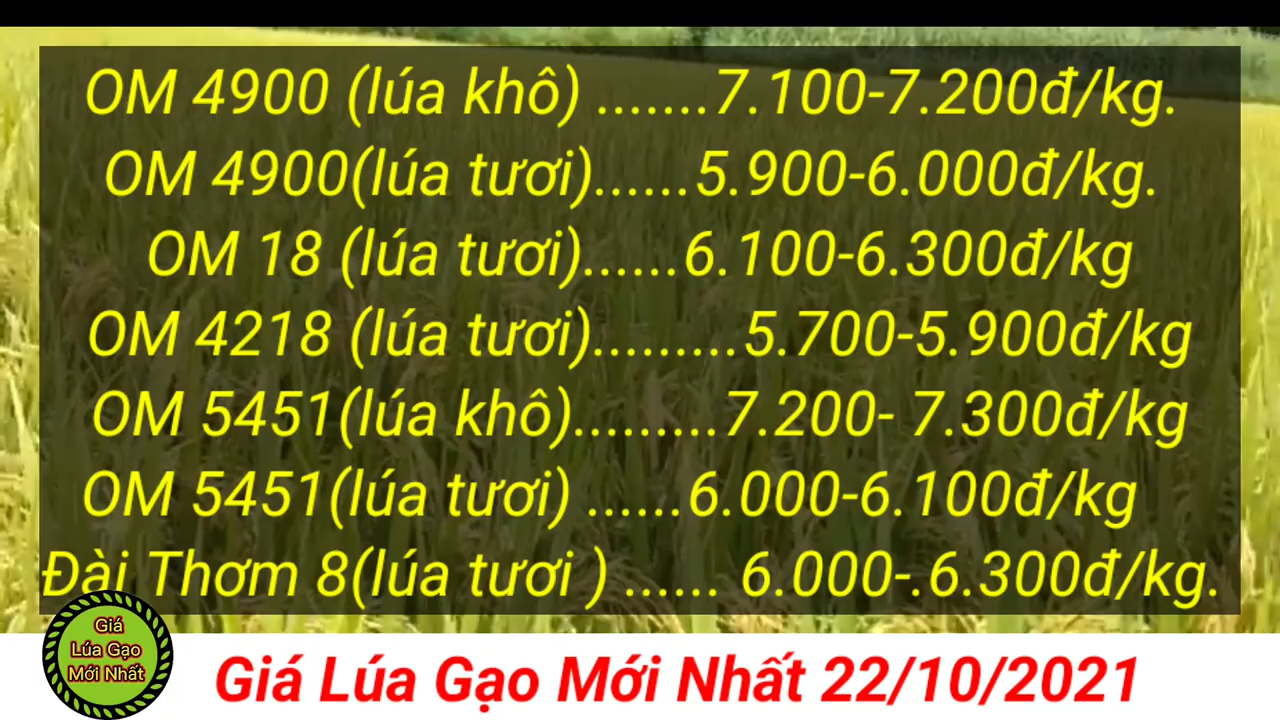 OM 4900 (lúa khô) .......7.100-7.200đ/kg.
OM 4900(lúa tươi)......5.900-6.000đ/kg.
OM 18 (lúa tươi)......6.100-6.300đ/kg
OM 4218 (lúa tươi).........5.700-5.900đ/kg
OM 5451(lúa khô).........7.200- 7.300đ/kg
OM 5451(lúa tươi) ......6.000-6.100đ/kg
Đài Thơm 8(lúa tươi ) ...... 6.000-.6.300đ/kg.
Giá
Lúa Gạo
Mới Nhất
Giá Lúa Gạo Mới Nhất 22/10/2021